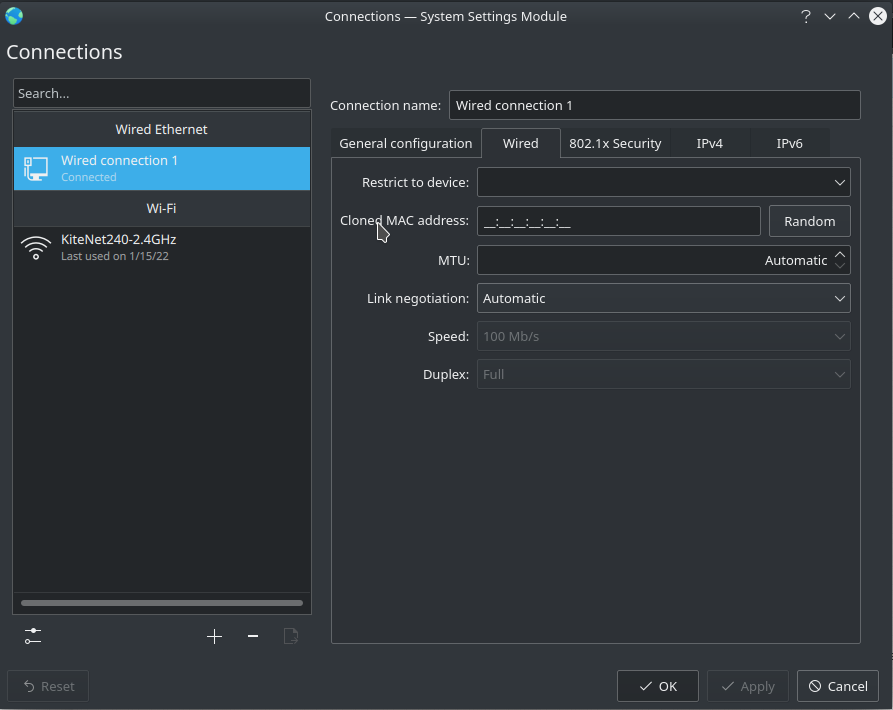 Connections — System Settings Module
?
Connections
Search...
Wired Ethernet
Wired connection 1
Connected
Wi-Fi
KiteNet240-2.4GHz
Last used on 1/15/22
Connection name: Wired connection 1
General configuration Wired 802.1x Security IPv4 IPv6
Restrict to device:
Cloned MAC address: __:__:__:__:__:__ Random
MTU: Automatic
Link negotiation: Automatic
Speed: 100 Mb/s
Duplex: Full
Reset OK Apply Cancel